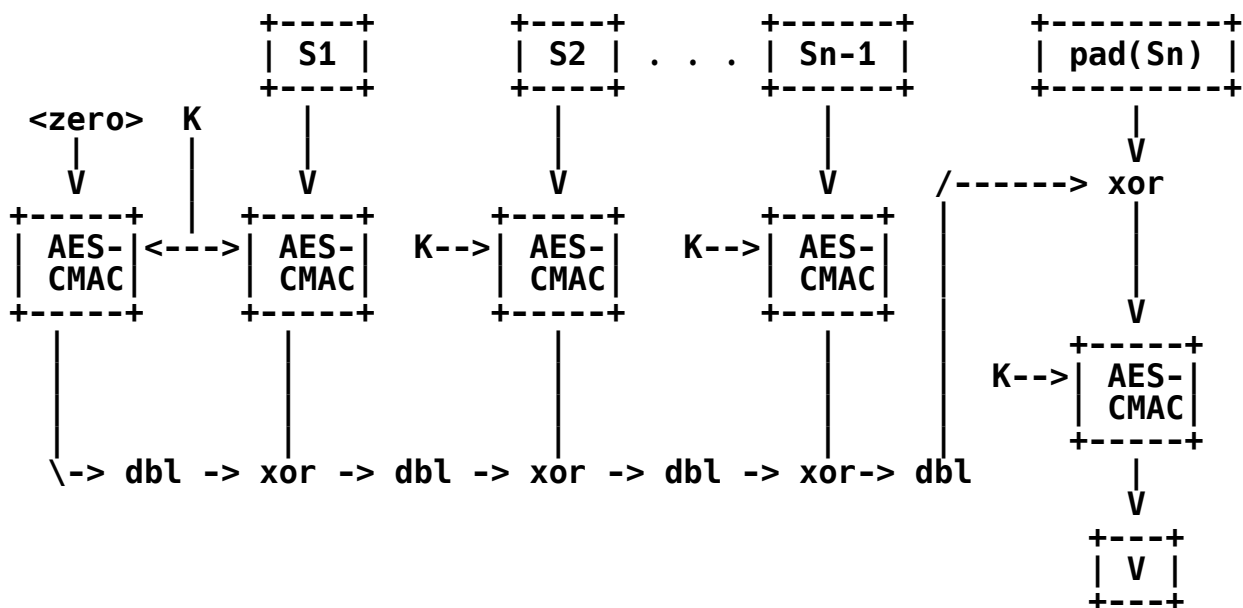 +----+ +----+ +------+ +---------+
| S1 | | S2 | . . . | Sn-1 | | pad(Sn) |
+----+ +----+ +------+ +---------+
<zero> K | | | |
| | | | | V
V | V V V /------> xor
+-----+ | +-----+ +-----+ +-----+ | |
| AES-|<--->| AES-| K-->| AES-| K-->| AES-| | |
| CMAC| | CMAC| | CMAC| | CMAC| | |
+-----+ +-----+ +-----+ +-----+ | V
| | | | | +-----+
| | | | | K-->| AES-|
| | | | | | CMAC|
| | | | | +-----+
\-> dbl -> xor -> dbl -> xor -> dbl -> xor-> dbl |
V
+---+
| V |
+---+